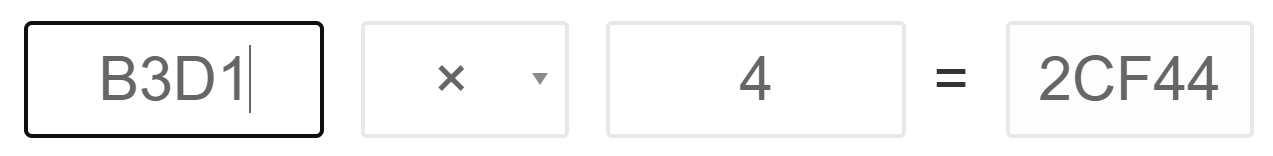 B3D1 × 4 = 2CF44